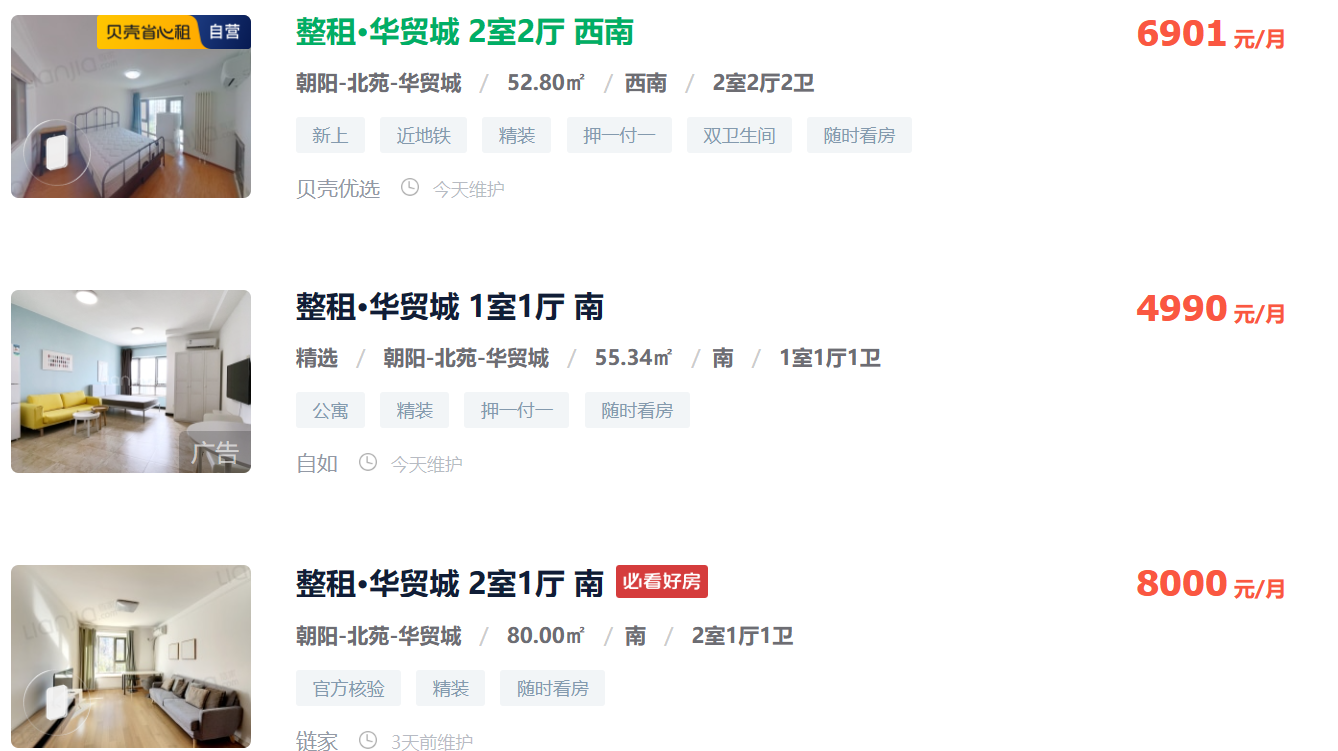 贝壳省心租 自营
整租·华贸城 2室2厅 西南
6901 元/月
朝阳-北苑-华贸城 / 52.80㎡ / 西南 / 2室2厅2卫
新上 近地铁 精装 押一付一 双卫生间 随时看房
贝壳优选 今天维护
整租·华贸城 1室1厅 南
4990 元/月
精选 / 朝阳-北苑-华贸城 / 55.34㎡ / 南 / 1室1厅1卫
公寓 精装 押一付一 随时看房
广告
自如 今天维护
整租·华贸城 2室1厅 南 必看好房
8000 元/月
朝阳-北苑-华贸城 / 80.00㎡ / 南 / 2室1厅1卫
lianjia
官方核验 精装 随时看房
链家 3天前维护